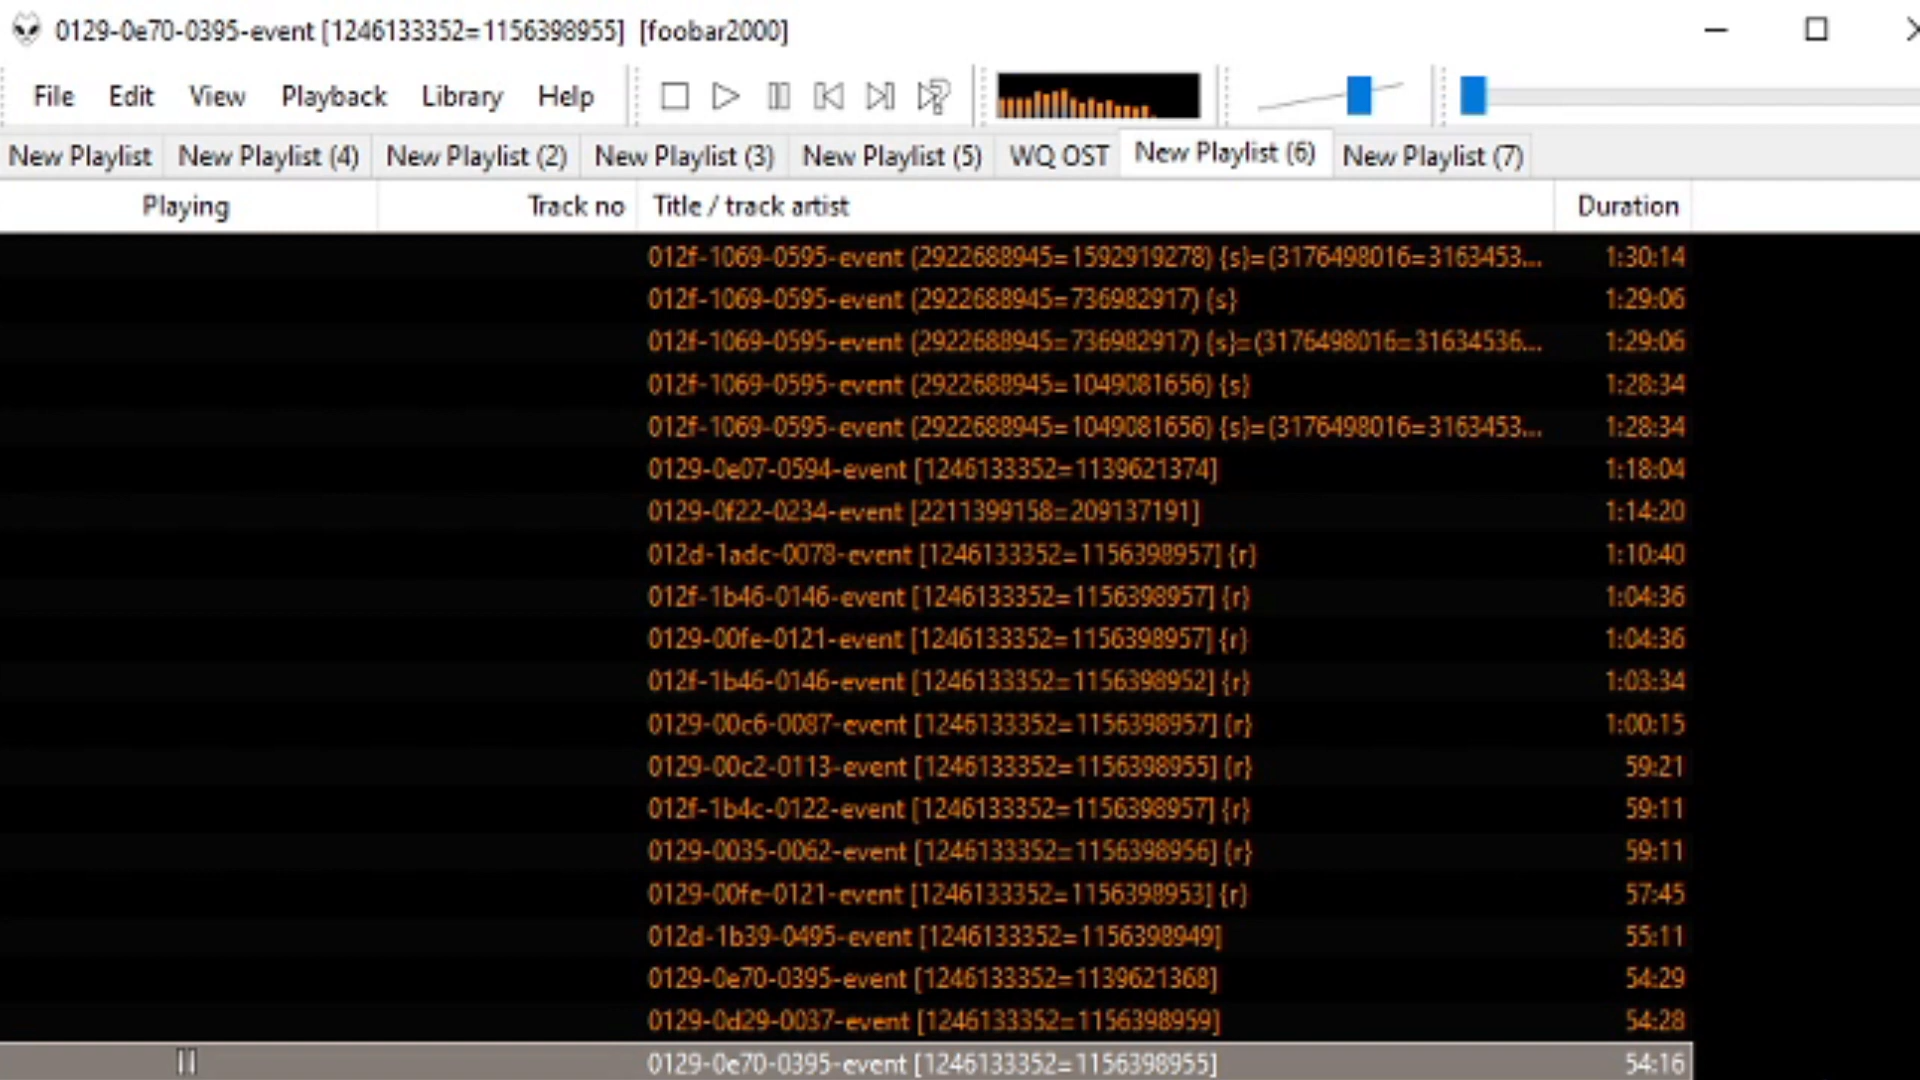 0129-0e70-0395-event [1246133352=1156398955] [foobar2000]
File Edit View Playback Library Help
New Playlist New Playlist (4) New Playlist (2) New Playlist (3) New Playlist (5) WQ OST New Playlist (6) New Playlist (7)
Playing Track no Title / track artist Duration
012f-1069-0595-event (2922688945=1592919278) {s}=(3176498016=3163453... 1:30:14
012f-1069-0595-event (2922688945=736982917) {s} 1:29:06
012f-1069-0595-event (2922688945=736982917) {s}=(3176498016=31634536... 1:29:06
012f-1069-0595-event (2922688945=1049081656) {s} 1:28:34
012f-1069-0595-event (2922688945=1049081656) {s}=(3176498016=3163453... 1:28:34
0129-0e07-0594-event [1246133352=1139621374] 1:18:04
0129-0f22-0234-event [2211399158=209137191] 1:14:20
012d-1adc-0078-event [1246133352=1156398957] {r} 1:10:40
012f-1b46-0146-event [1246133352=1156398957] {r} 1:04:36
0129-00fe-0121-event [1246133352=1156398957] {r} 1:04:36
012f-1b46-0146-event [1246133352=1156398952] {r} 1:03:34
0129-00c6-0087-event [1246133352=1156398957] {r} 1:00:15
0129-00c2-0113-event [1246133352=1156398955] {r} 59:21
012f-1b4c-0122-event [1246133352=1156398957] {r} 59:11
0129-0035-0062-event [1246133352=1156398956] {r} 59:11
0129-00fe-0121-event [1246133352=1156398953] {r} 57:45
012d-1b39-0495-event [1246133352=1156398949] 55:11
0129-0e70-0395-event [1246133352=1139621368] 54:29
0129-0d29-0037-event [1246133352=1156398959] 54:28
0129-0e70-0395-event [1246133352=1156398955] 54:16